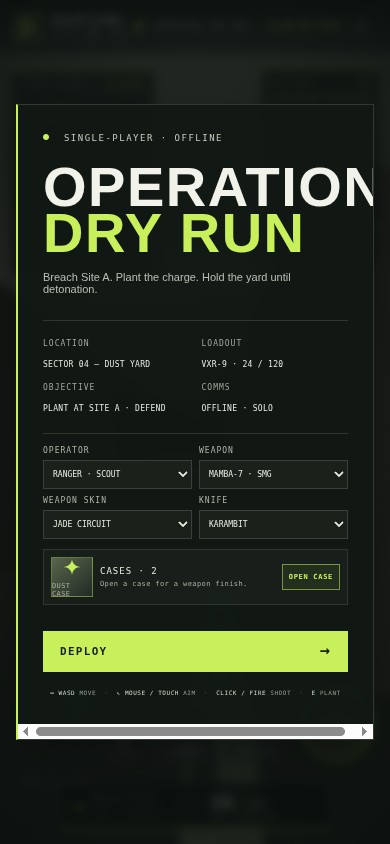 SINGLE-PLAYER · OFFLINE
OPERATION
DRY RUN
Breach Site A. Plant the charge. Hold the yard until
detonation.
LOCATION LOADOUT
SECTOR 04 — DUST YARD VXR-9 · 24 / 120
OBJECTIVE COMMS
PLANT AT SITE A · DEFEND OFFLINE · SOLO
OPERATOR WEAPON
RANGER · SCOUT MAMBA-7 · SMG
WEAPON SKIN KNIFE
JADE CIRCUIT KARAMBIT
DUST
CASE
CASES · 2
Open a case for a weapon finish.
OPEN CASE
DEPLOY →
WASD MOVE · MOUSE / TOUCH AIM · CLICK / FIRE SHOOT · E PLANT